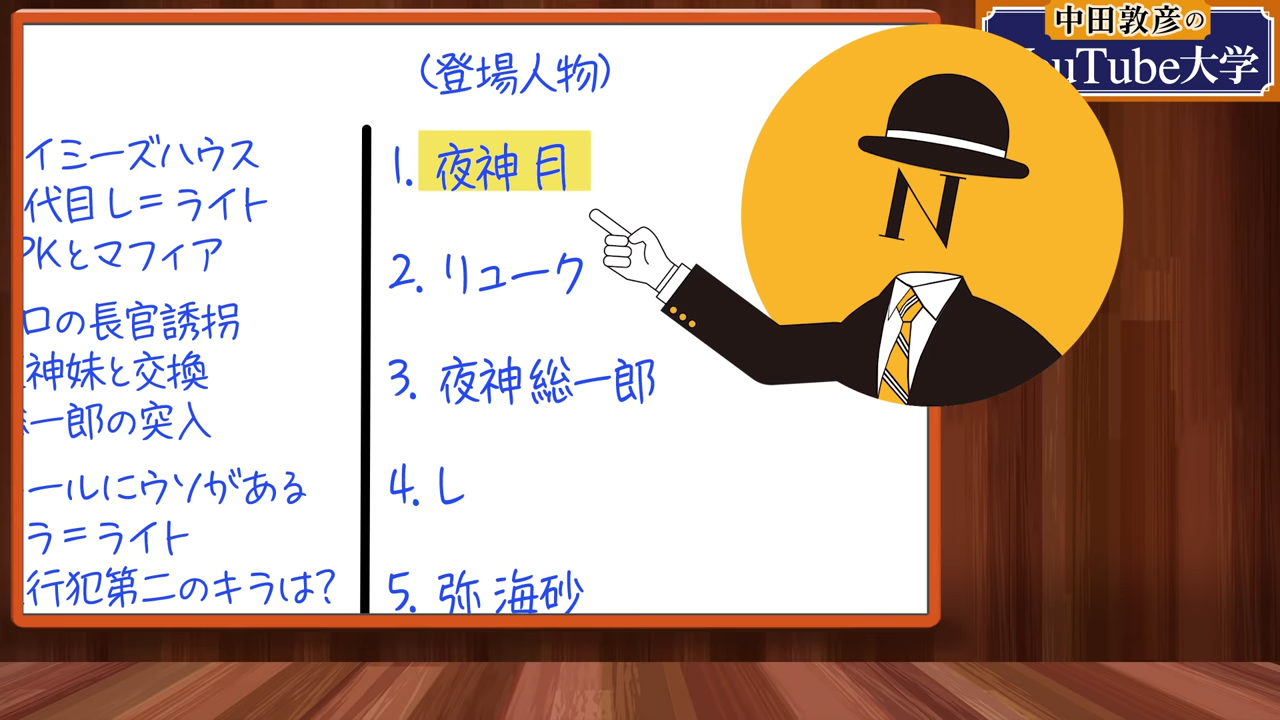 (登場人物)
イミーズハウス
代目L=ライト
PKとマフィア
ロの長官誘拐
神妹と交換
一郎の突入
ールにウソがある
ラ=ライト
行犯第二のキラは?
1. 夜神月
2. リューク
3. 夜神総一郎
4. L
5. 弥海砂
中田敦彦の
YouTube大学
N